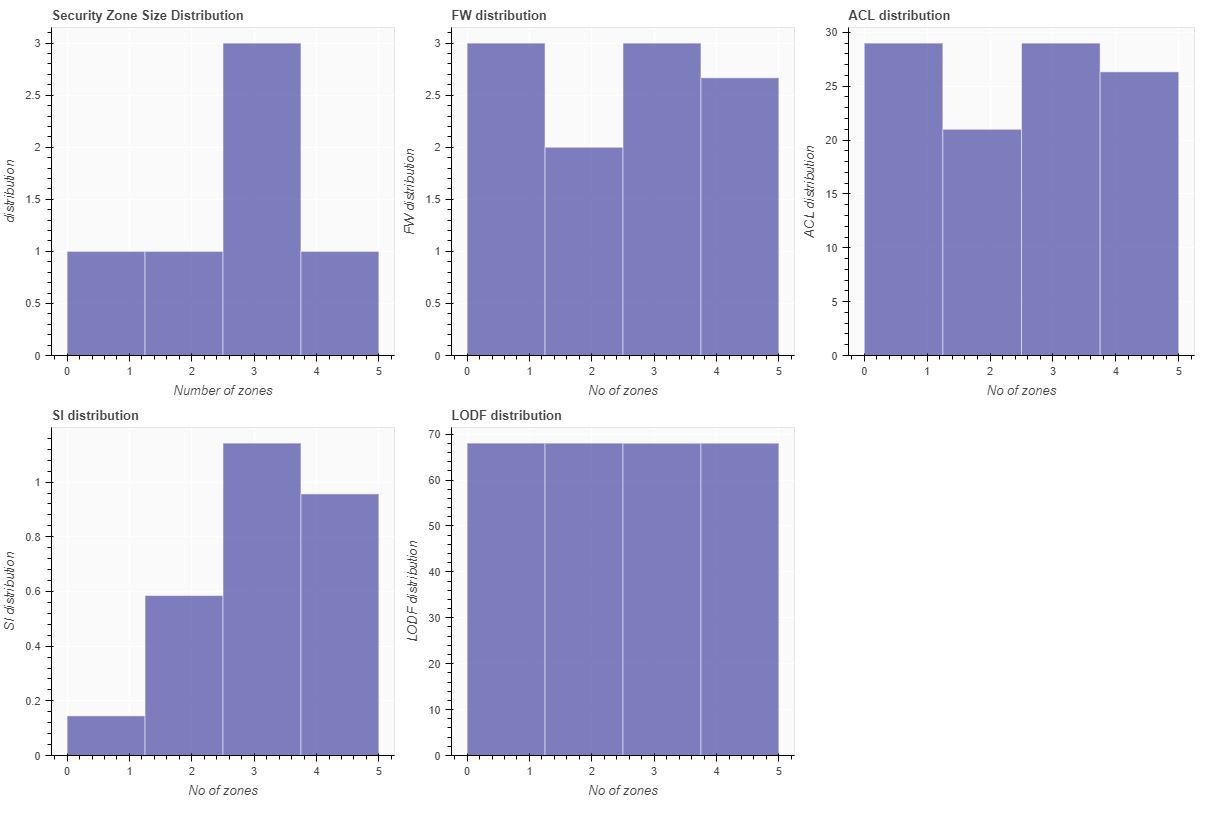 Security Zone Size Distribution
distribution
3
2.5
2
1.5
1
0.5
0
0 1 2 3 4 5
Number of zones
FW distribution
FW distribution
3
2.5
2
1.5
1
0.5
0
0 1 2 3 4 5
No of zones
ACL distribution
ACL distribution
30
25
20
15
10
5
0
0 1 2 3 4 5
No of zones
SI distribution
SI distribution
1
0.8
0.6
0.4
0.2
0
0 1 2 3 4 5
No of zones
LODF distribution
LODF distribution
70
60
50
40
30
20
10
0
0 1 2 3 4 5
No of zones